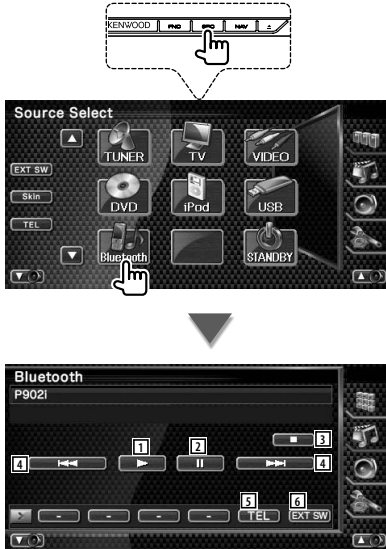 KENWOOD FNC SRC NAV
Source Select
TUNER TV VIDEO
EXT SW
Skin
DVD iPod USB
TEL
Bluetooth STANDBY
Bluetooth
P902i
1 2
3
4 4
5 6
TEL EXT SW